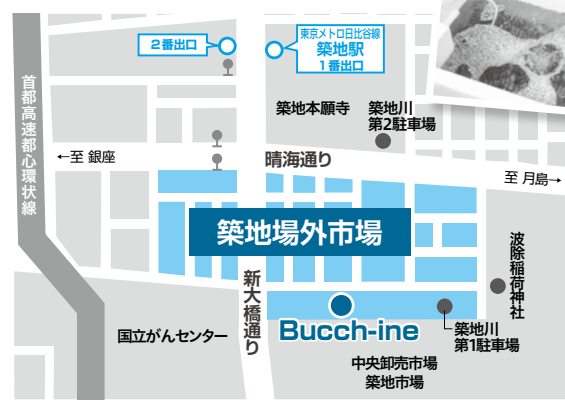 2番出口
東京メトロ日比谷線
築地駅
1番出口
首都高速都心環状線
築地本願寺
築地川
第2駐車場
←至 銀座
晴海通り
至 月島→
築地場外市場
波除稲荷神社
新大橋通り
Bucch-ine
国立がんセンター
築地川
第1駐車場
中央卸売市場
築地市場